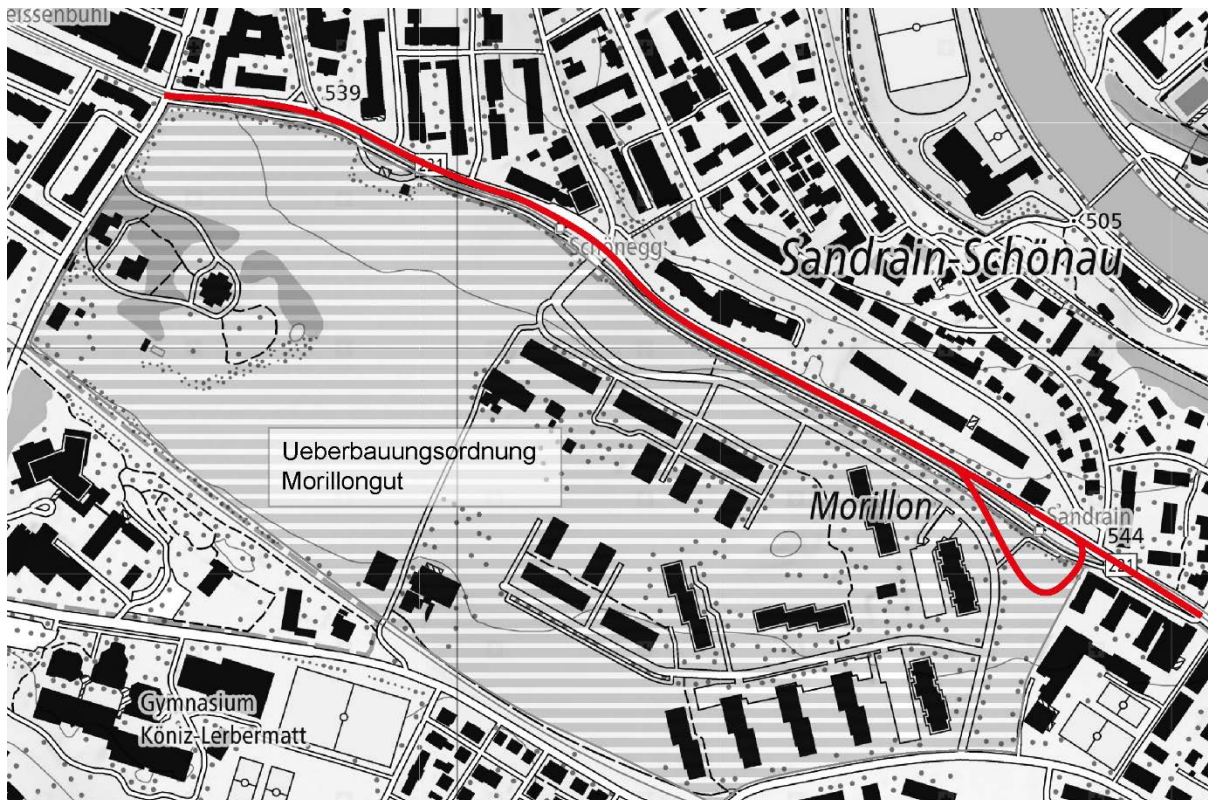 eissenbühl
.539
221
Schönegg
505
Sandrain-Schönau
Ueberbauungsordnung
Morillongut
Morillon
Sandrain
544
221
Gymnasium
Köniz-Lerbermatt